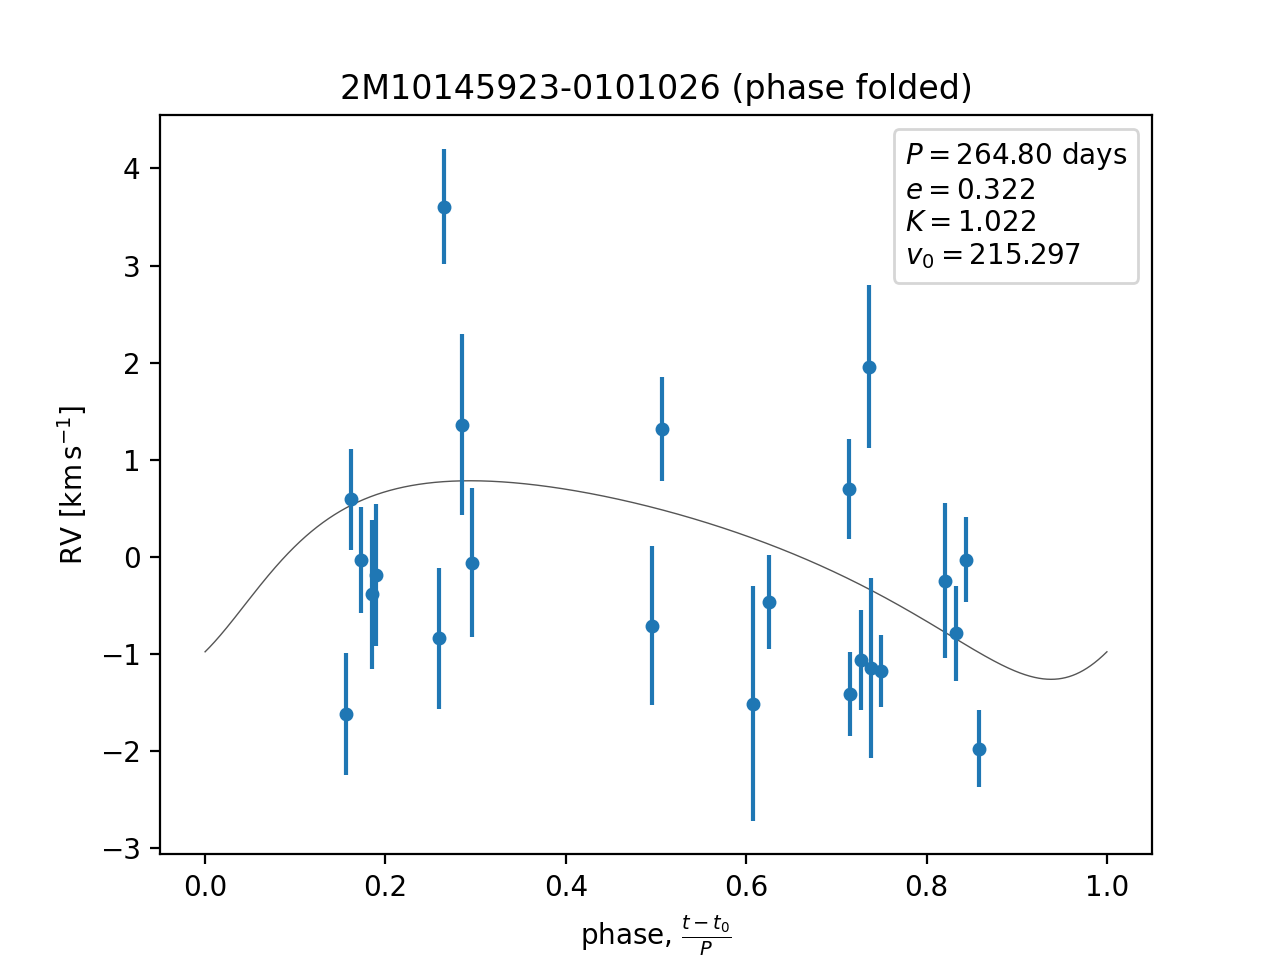 2M10145923-0101026 (phase folded)
P = 264.80 days
e = 0.322
K = 1.022
v₀ = 215.297
4
3
2
1
0
−1
−2
−3
RV [km s⁻¹]
0.0 0.2 0.4 0.6 0.8 1.0
phase, (t − t₀)/P